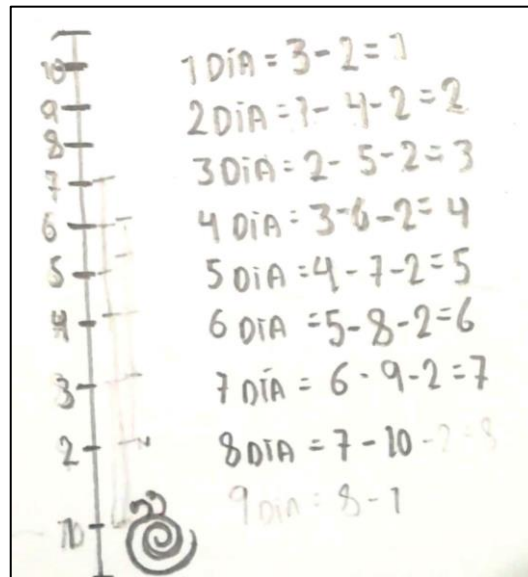 10
9
8
7
6
5
4
3
2
1 DÍA = 3 - 2 = 1
2 DÍA = 1 - 4 - 2 = 2
3 DÍA = 2 - 5 - 2 = 3
4 DÍA = 3 - 6 - 2 = 4
5 DÍA = 4 - 7 - 2 = 5
6 DÍA = 5 - 8 - 2 = 6
7 DÍA = 6 - 9 - 2 = 7
8 DÍA = 7 - 10 - 2 = 8
9 DÍA = 8 - 1